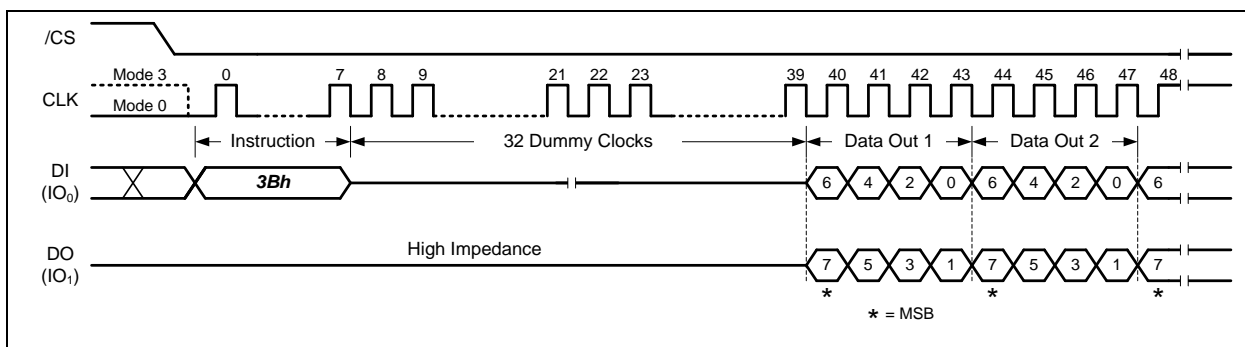 /CS
Mode 3 0 7 8 9 21 22 23 39 40 41 42 43 44 45 46 47 48
CLK
Mode 0
Instruction 32 Dummy Clocks Data Out 1 Data Out 2
DI 3Bh 6 4 2 0 6 4 2 0 6
(IO₀)
High Impedance
DO 7 5 3 1 7 5 3 1 7
(IO₁)
* * *
* = MSB